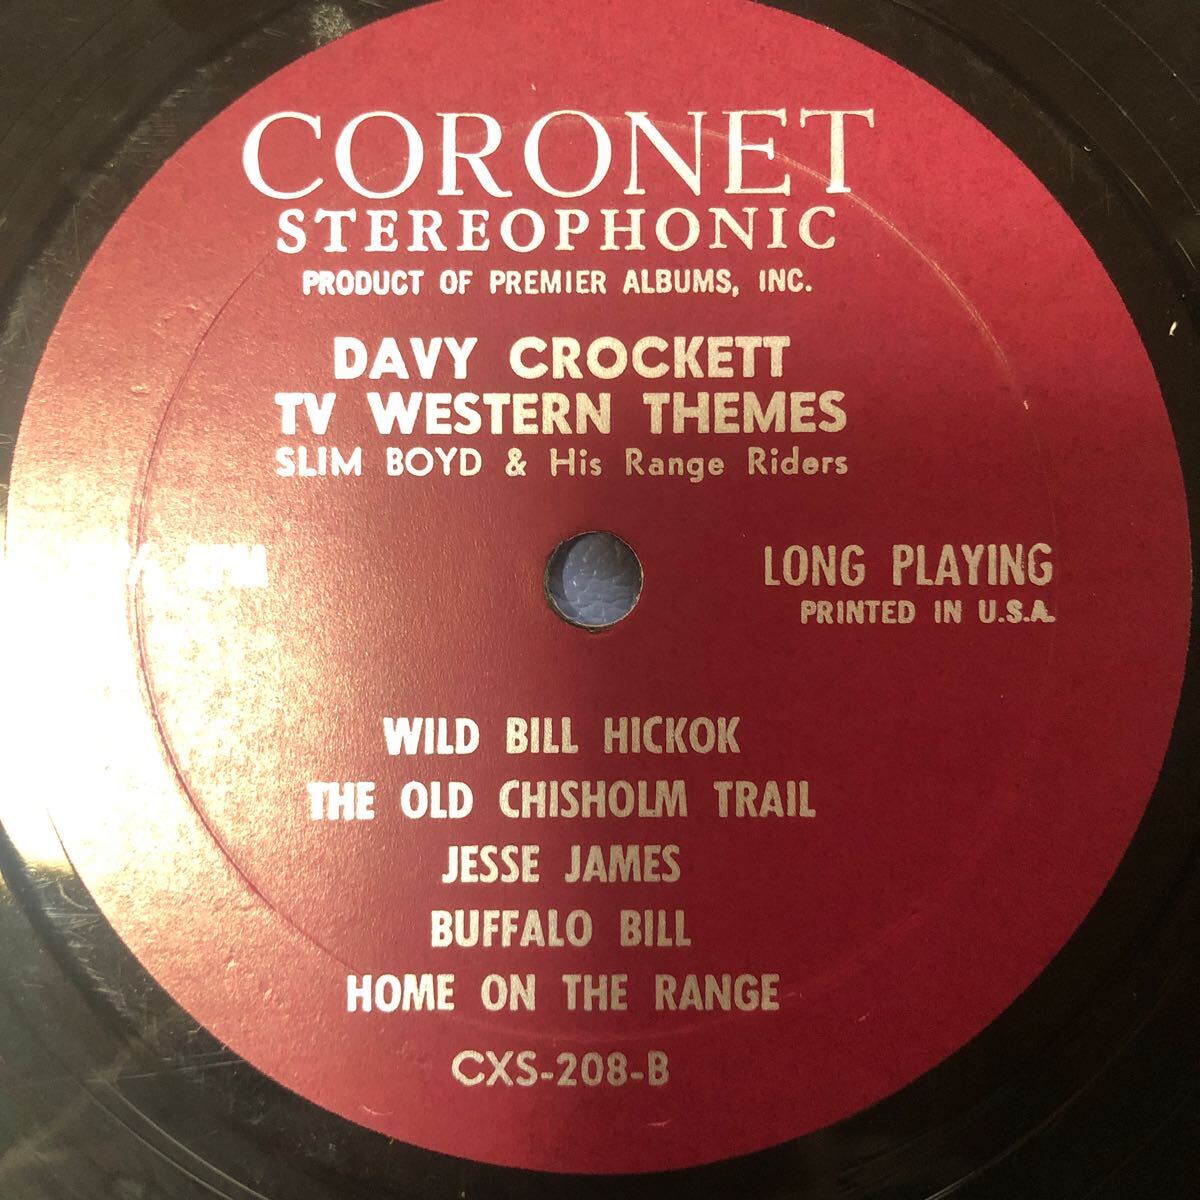 CORONET
STEREOPHONIC
PRODUCT OF PREMIER ALBUMS, INC.
DAVY CROCKETT
TV WESTERN THEMES
SLIM BOYD & His Range Riders
RPM
LONG PLAYING
PRINTED IN U.S.A.
WILD BILL HICKOK
THE OLD CHISHOLM TRAIL
JESSE JAMES
BUFFALO BILL
HOME ON THE RANGE
CXS-208-B